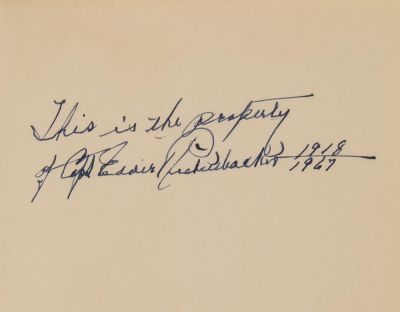 This is the property
of Capt Eddie Rickenbacker 1918
1967